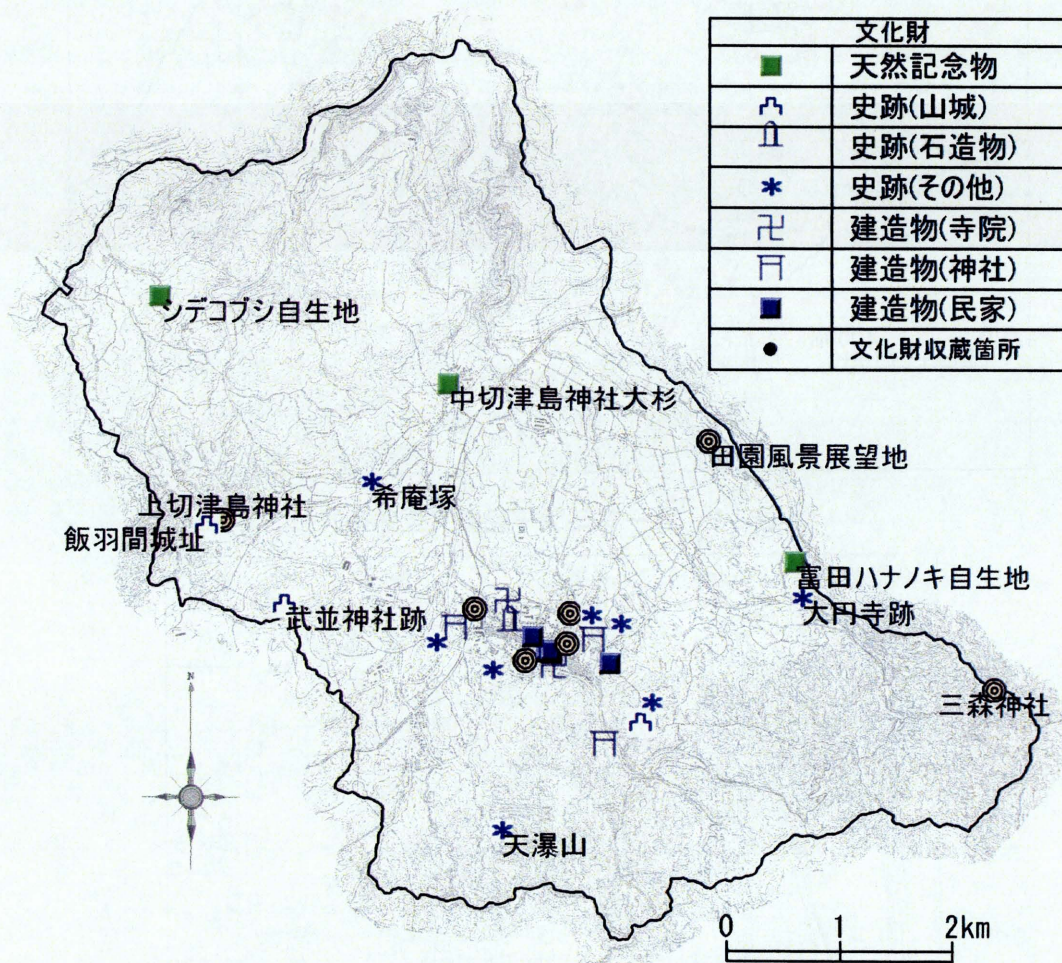 文化財
天然記念物
史跡(山城)
史跡(石造物)
史跡(その他)
建造物(寺院)
建造物(神社)
建造物(民家)
文化財収蔵箇所
シデコブシ自生地
中切津島神社大杉
田園風景展望地
希庵塚
上切津島神社
飯羽間城址
富田ハナノキ自生地
大円寺跡
武並神社跡
三森神社
N
天瀑山
0 1 2km